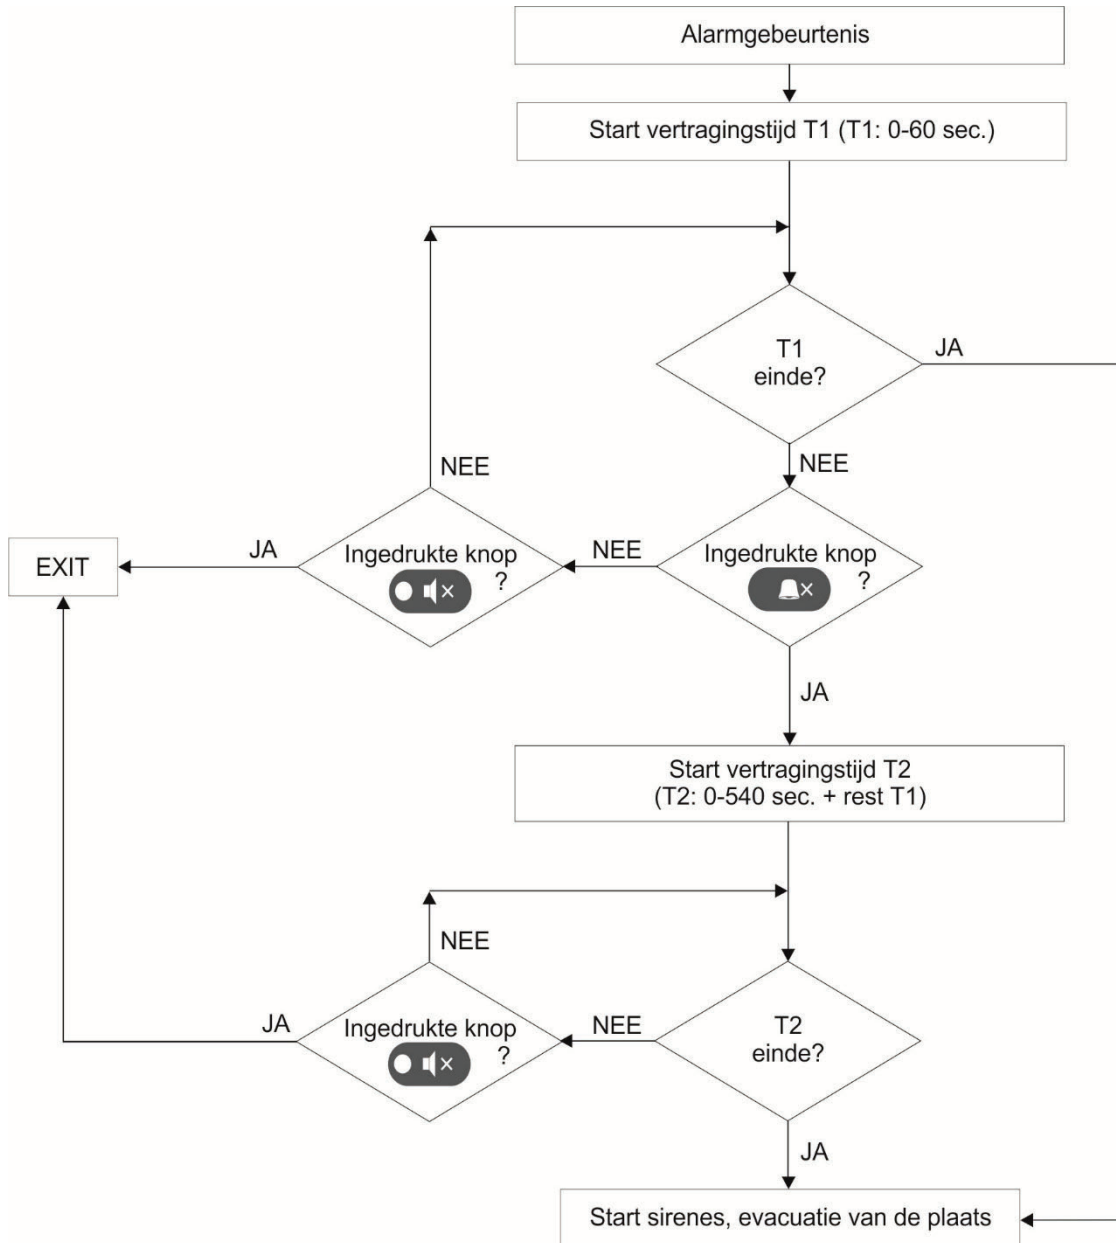 Alarmgebeurtenis
Start vertragingstijd T1 (T1: 0-60 sec.)
T1
einde?
JA
NEE
NEE
Ingedrukte knop
?
NEE
Ingedrukte knop
?
JA
EXIT
JA
Start vertragingstijd T2
(T2: 0-540 sec. + rest T1)
NEE
T2
einde?
NEE
Ingedrukte knop
?
JA
JA
Start sirenes, evacuatie van de plaats